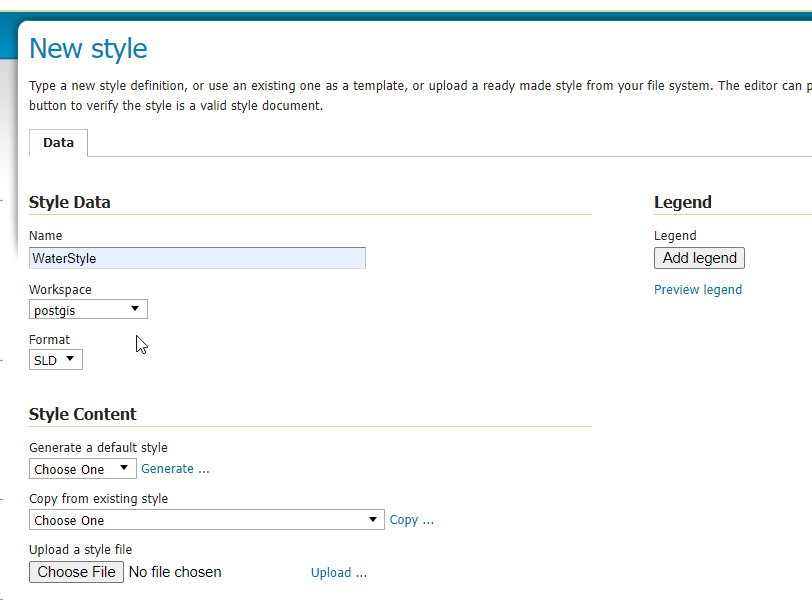 New style
Type a new style definition, or use an existing one as a template, or upload a ready made style from your file system. The editor can
button to verify the style is a valid style document.
Data
Style Data
Legend
Name
Legend
WaterStyle
Add legend
Workspace
Preview legend
postgis
Format
SLD
Style Content
Generate a default style
Choose One
Generate ...
Copy from existing style
Choose One
Copy ...
Upload a style file
Choose File No file chosen
Upload ...